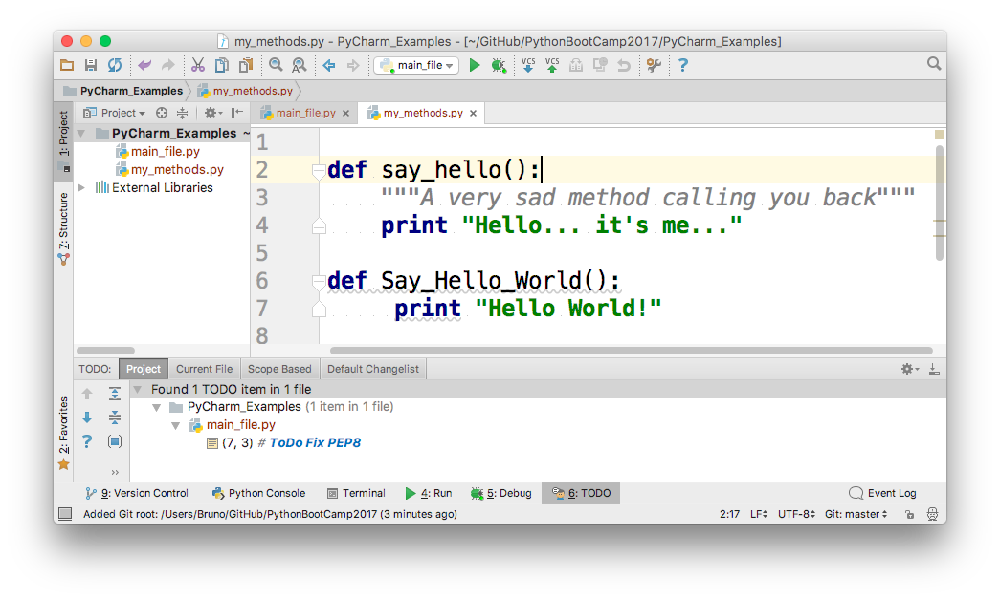 my_methods.py - PyCharm_Examples - [~/GitHub/PythonBootCamp2017/PyCharm_Examples]
main_file VCS VCS ?
PyCharm_Examples my_methods.py
1: Project
Project main_file.py × my_methods.py ×
PyCharm_Examples ~
main_file.py
my_methods.py
External Libraries
7: Structure
1
2 def say_hello():
3 """A very sad method calling you back"""
4 print "Hello... it's me..."
5
6 def Say_Hello_World():
7 print "Hello World!"
8
TODO: Project Current File Scope Based Default Changelist
2: Favorites
Found 1 TODO item in 1 file
PyCharm_Examples (1 item in 1 file)
main_file.py
? (7, 3) # ToDo Fix PEP8
»
9: Version Control Python Console Terminal 4: Run 5: Debug 6: TODO Event Log
Added Git root: /Users/Bruno/GitHub/PythonBootCamp2017 (3 minutes ago) 2:17 LF UTF-8 Git: master